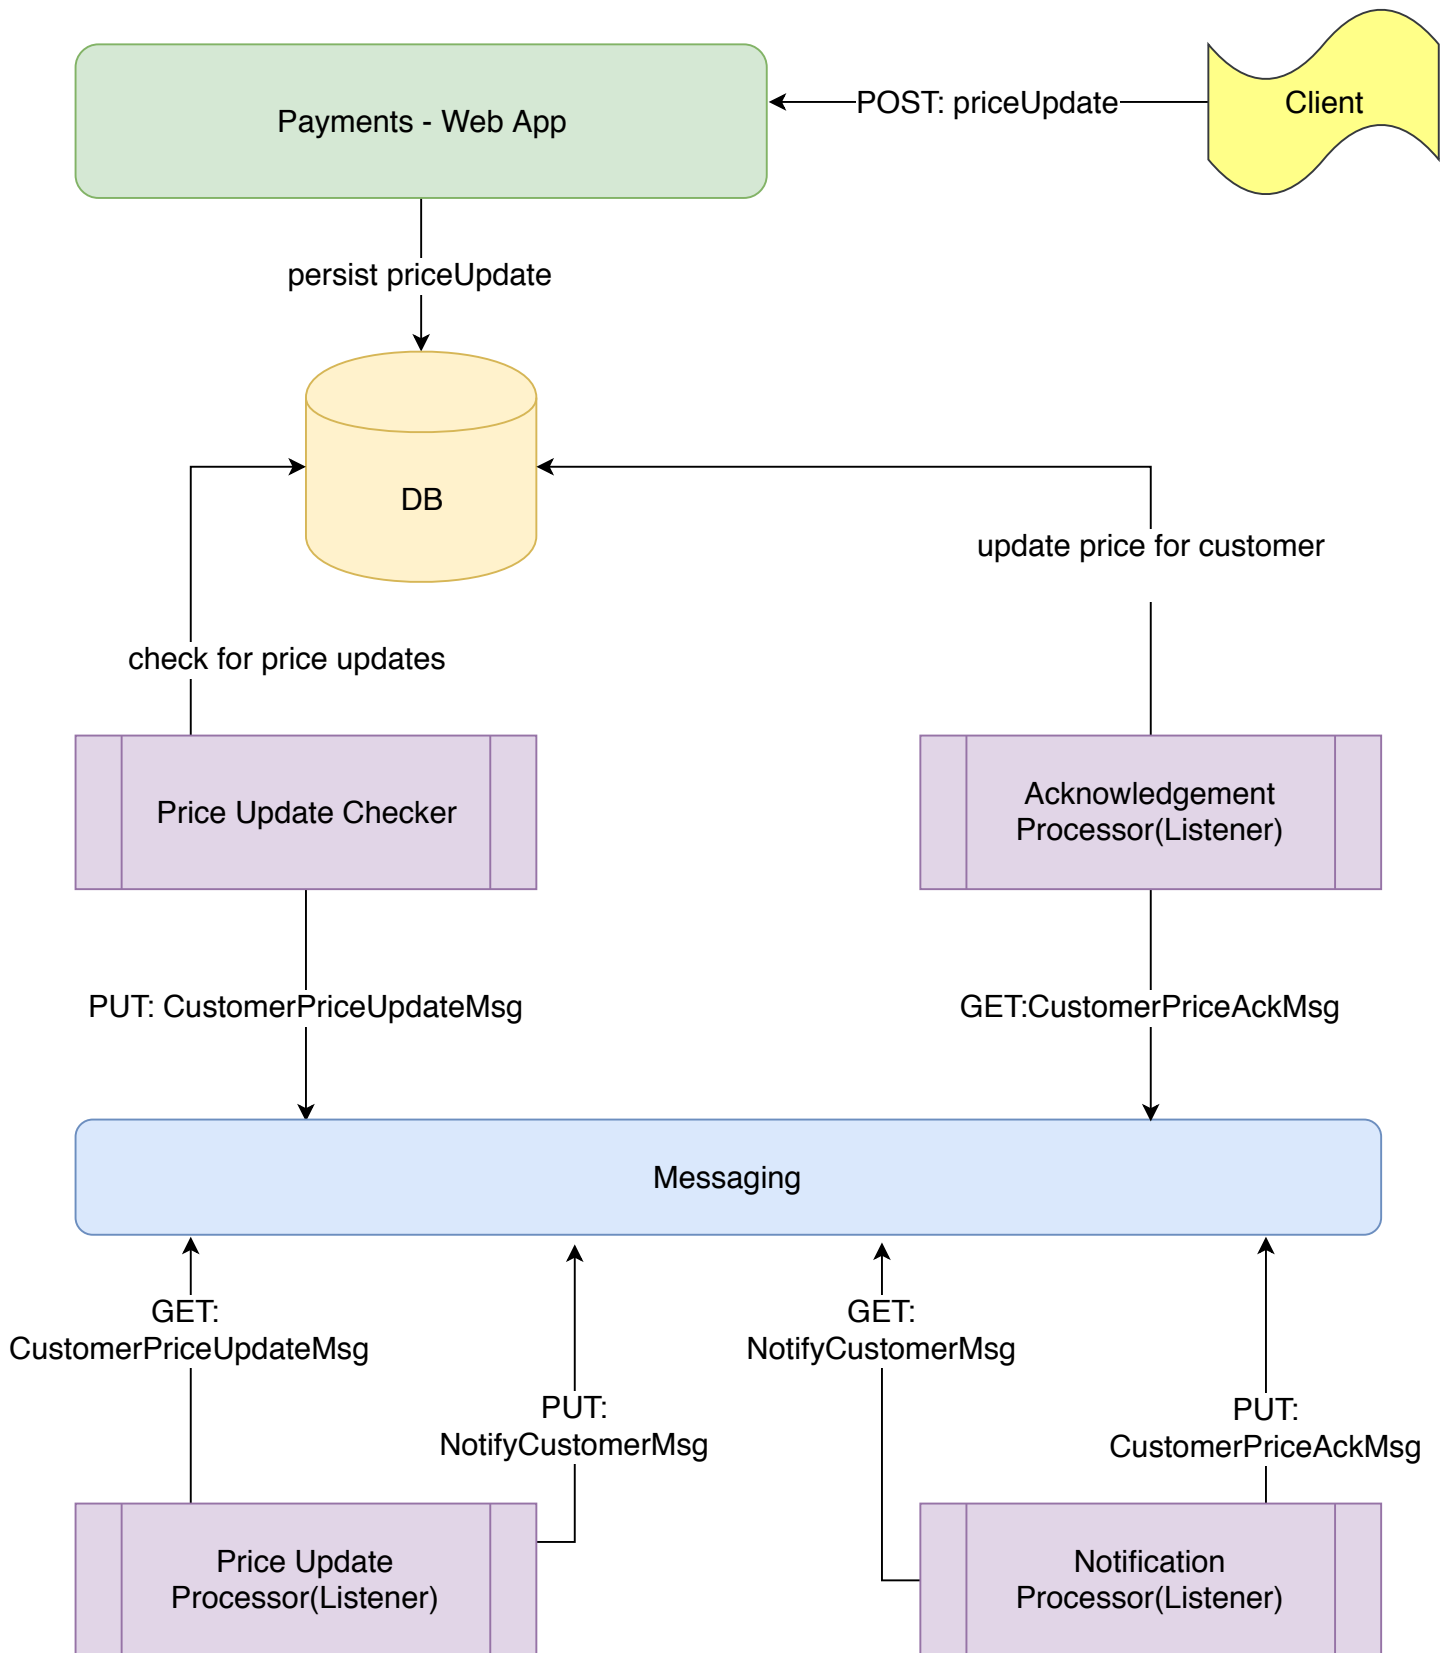 Payments - Web App
POST: priceUpdate
Client
persist priceUpdate
DB
update price for customer
check for price updates
Price Update Checker
Acknowledgement
Processor(Listener)
PUT: CustomerPriceUpdateMsg
GET:CustomerPriceAckMsg
Messaging
GET:
CustomerPriceUpdateMsg
PUT:
NotifyCustomerMsg
GET:
NotifyCustomerMsg
PUT:
CustomerPriceAckMsg
Price Update
Processor(Listener)
Notification
Processor(Listener)